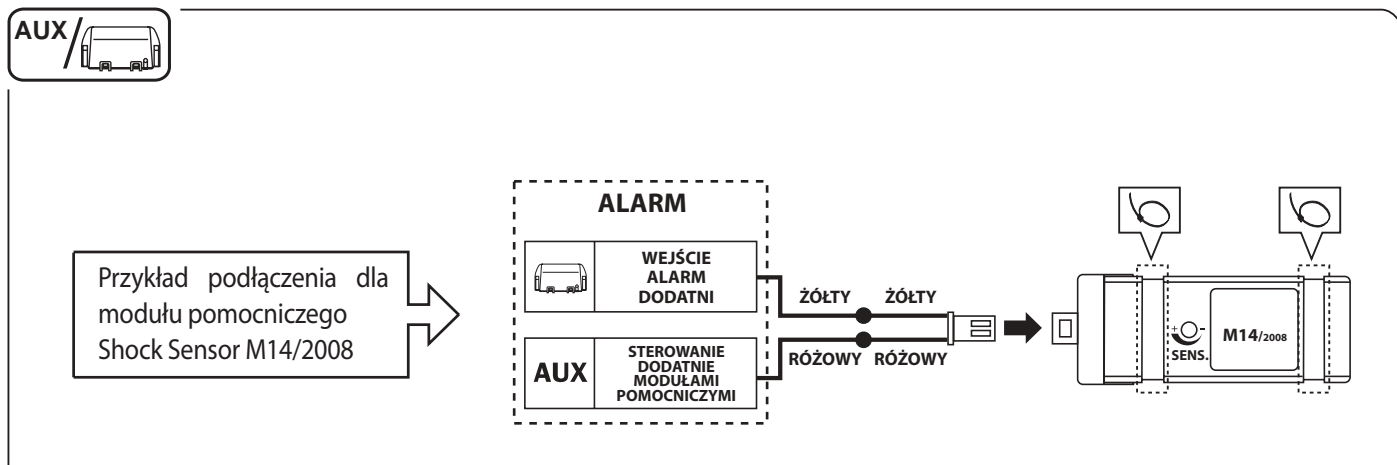 AUX/
Przykład podłączenia dla
modułu pomocniczego
Shock Sensor M14/2008
ALARM
WEJŚCIE
ALARM
DODATNI
AUX
STEROWANIE
DODATNIE
MODUŁAMI
POMOCNICZYMI
ŻÓŁTY ŻÓŁTY
RÓŻOWY RÓŻOWY
+ -
SENS.
M14/2008